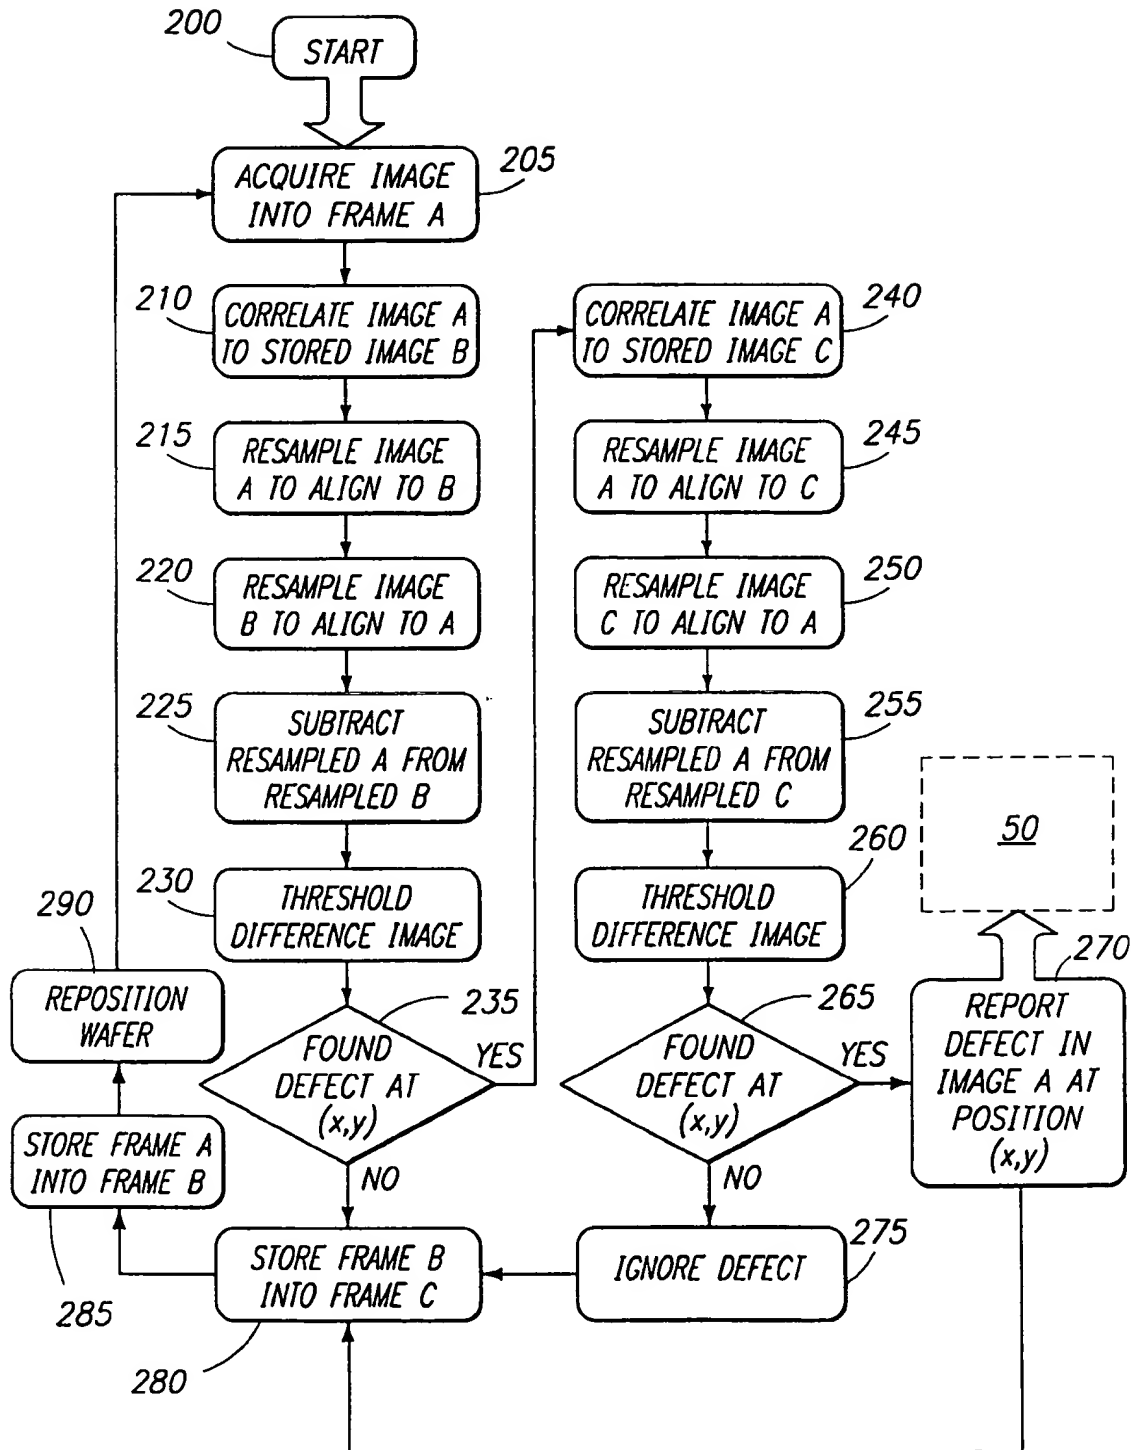 200
START
ACQUIRE IMAGE
INTO FRAME A
205
210
CORRELATE IMAGE A
TO STORED IMAGE B
215
RESAMPLE IMAGE
A TO ALIGN TO B
220
RESAMPLE IMAGE
B TO ALIGN TO A
225
SUBTRACT
RESAMPLED A FROM
RESAMPLED B
230
THRESHOLD
DIFFERENCE IMAGE
235
FOUND
DEFECT AT
(x,y)
YES
NO
240
CORRELATE IMAGE A
TO STORED IMAGE C
245
RESAMPLE IMAGE
A TO ALIGN TO C
250
RESAMPLE IMAGE
C TO ALIGN TO A
255
SUBTRACT
RESAMPLED A FROM
RESAMPLED C
260
THRESHOLD
DIFFERENCE IMAGE
265
FOUND
DEFECT AT
(x,y)
YES
NO
50
270
REPORT
DEFECT IN
IMAGE A AT
POSITION
(x,y)
275
IGNORE DEFECT
STORE FRAME B
INTO FRAME C
280
STORE FRAME A
INTO FRAME B
285
290
REPOSITION
WAFER